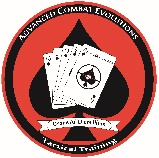 Advanced Combat Evolutions
Tactical Training